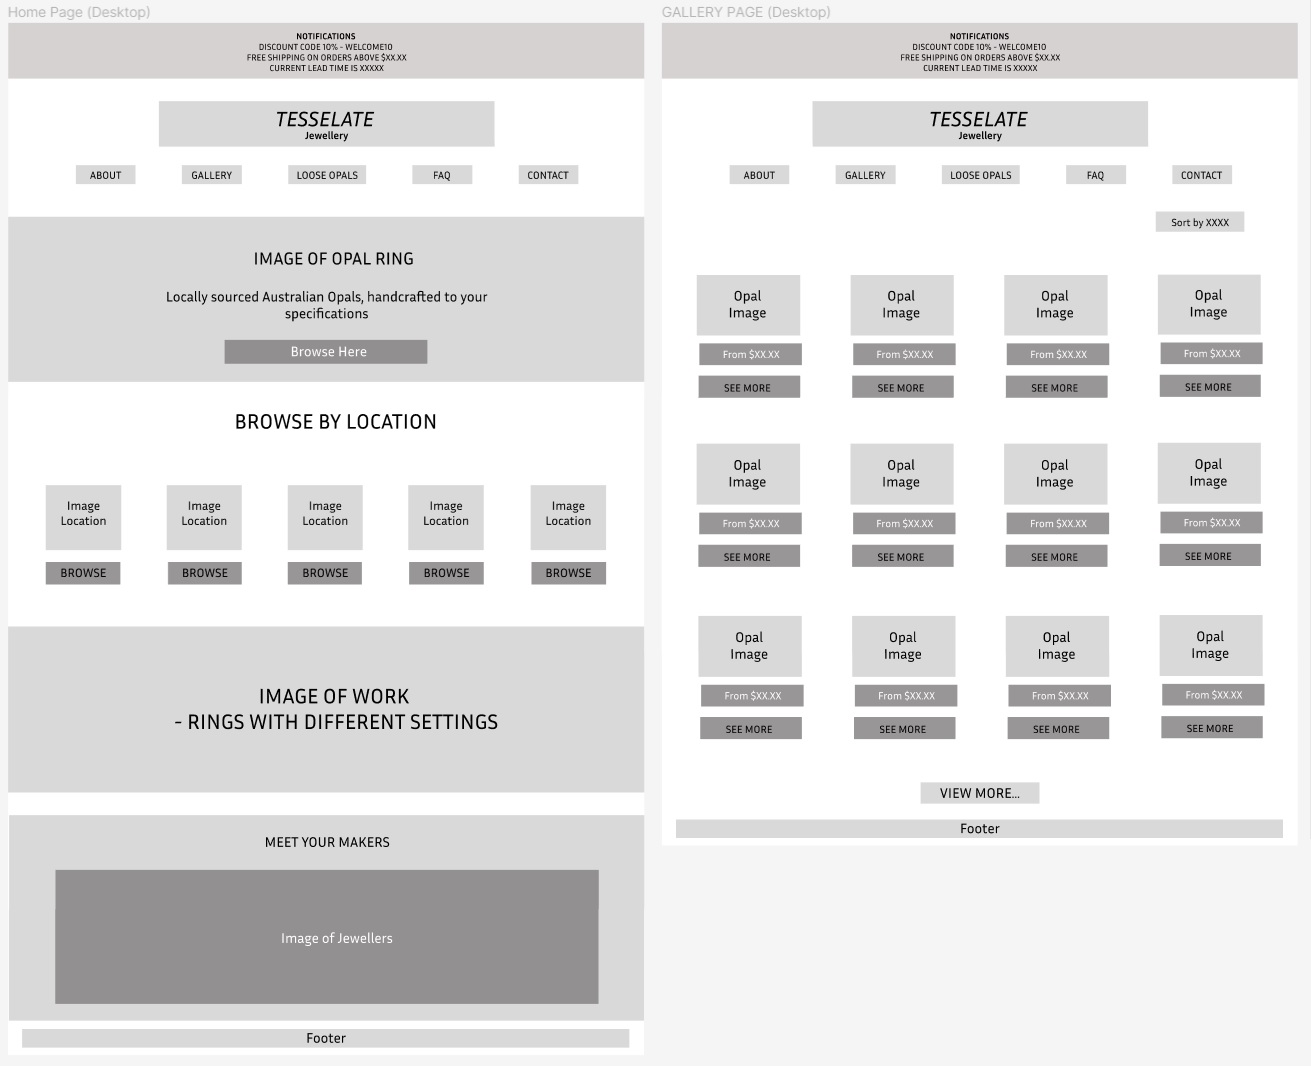 Home Page (Desktop)
NOTIFICATIONS
DISCOUNT CODE 10% - WELCOME10
FREE SHIPPING ON ORDERS ABOVE $XX.XX
CURRENT LEAD TIME IS XXXXX
TESSELATE
Jewellery
ABOUT
GALLERY
LOOSE OPALS
FAQ
CONTACT
IMAGE OF OPAL RING
Locally sourced Australian Opals, handcrafted to your
specifications
Browse Here
BROWSE BY LOCATION
Image
Location
Image
Location
Image
Location
Image
Location
Image
Location
BROWSE
BROWSE
BROWSE
BROWSE
BROWSE
IMAGE OF WORK
- RINGS WITH DIFFERENT SETTINGS
MEET YOUR MAKERS
Image of Jewellers
Footer
GALLERY PAGE (Desktop)
NOTIFICATIONS
DISCOUNT CODE 10% - WELCOME10
FREE SHIPPING ON ORDERS ABOVE $XX.XX
CURRENT LEAD TIME IS XXXXX
TESSELATE
Jewellery
ABOUT
GALLERY
LOOSE OPALS
FAQ
CONTACT
Sort by XXXX
Opal
Image
Opal
Image
Opal
Image
Opal
Image
From $XX.XX
From $XX.XX
From $XX.XX
From $XX.XX
SEE MORE
SEE MORE
SEE MORE
SEE MORE
Opal
Image
Opal
Image
Opal
Image
Opal
Image
From $XX.XX
From $XX.XX
From $XX.XX
From $XX.XX
SEE MORE
SEE MORE
SEE MORE
SEE MORE
Opal
Image
Opal
Image
Opal
Image
Opal
Image
From $XX.XX
From $XX.XX
From $XX.XX
From $XX.XX
SEE MORE
SEE MORE
SEE MORE
SEE MORE
VIEW MORE...
Footer